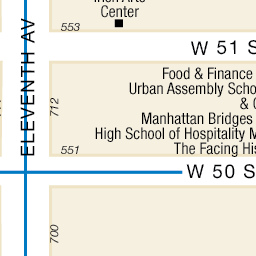 Center
553
W 51 S
ELEVENTH AV
712
Food & Finance
Urban Assembly Scho
& C
Manhattan Bridges
High School of Hospitality M
The Facing His
551
W 50 S
700